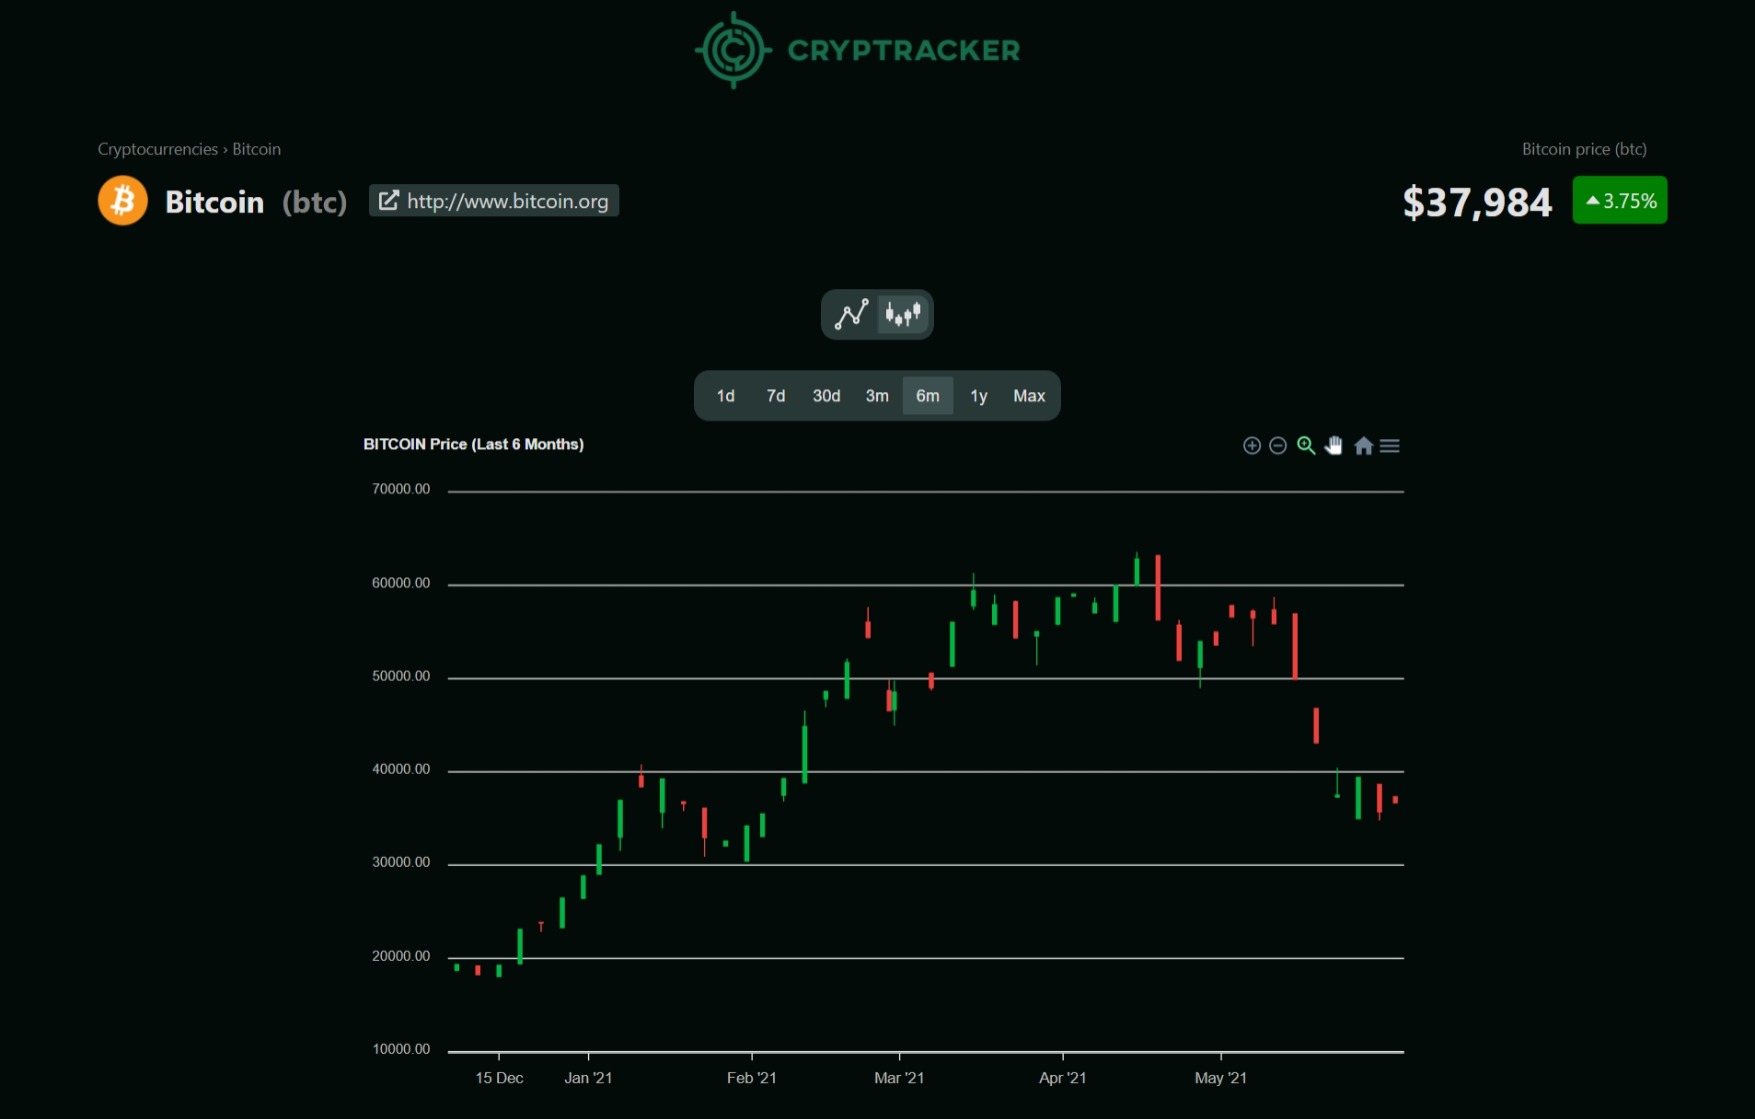 CRYPTRACKER
Cryptocurrencies › Bitcoin
Bitcoin price (btc)
Bitcoin (btc) http://www.bitcoin.org
$37,984 3.75%
1d 7d 30d 3m 6m 1y Max
BITCOIN Price (Last 6 Months)
70000.00
60000.00
50000.00
40000.00
30000.00
20000.00
10000.00
15 Dec Jan '21 Feb '21 Mar '21 Apr '21 May '21